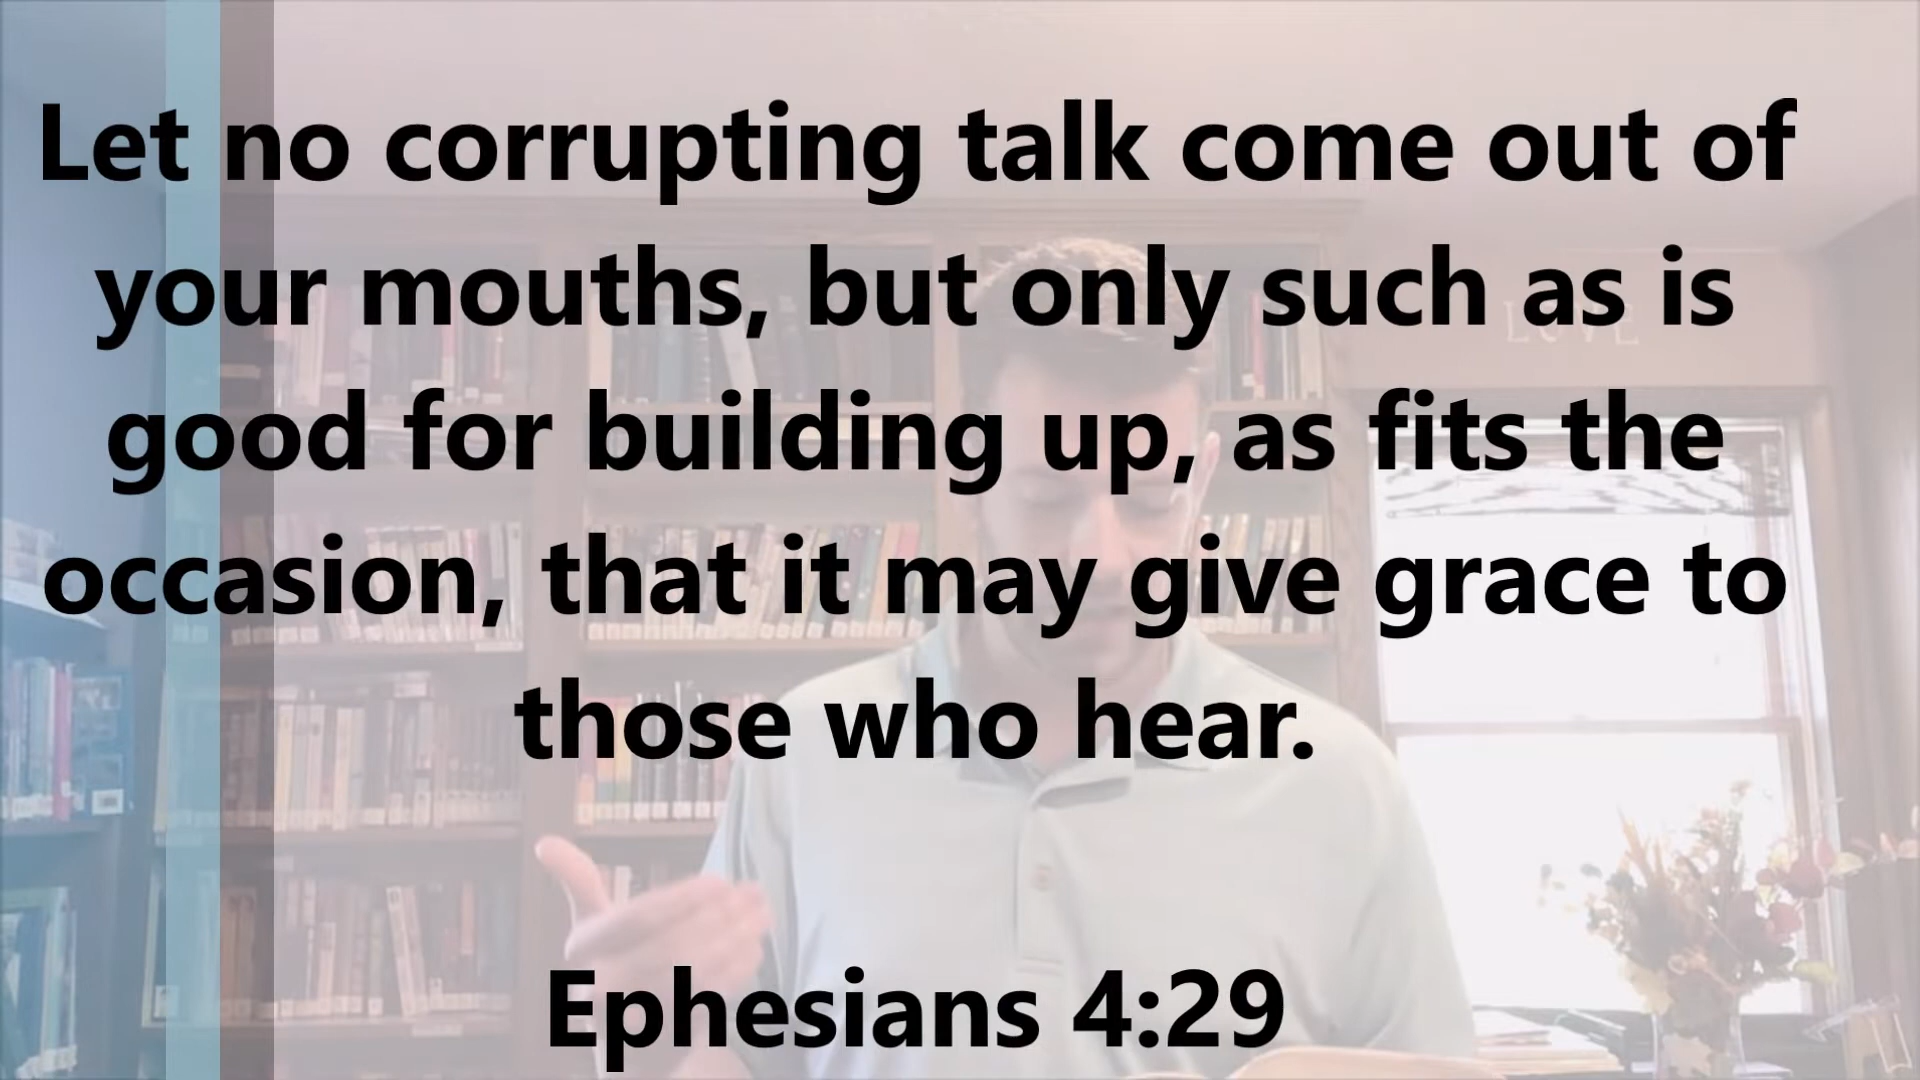 Let no corrupting talk come out of
your mouths, but only such as is
good for building up, as fits the
occasion, that it may give grace to
those who hear.
Ephesians 4:29
LOVE